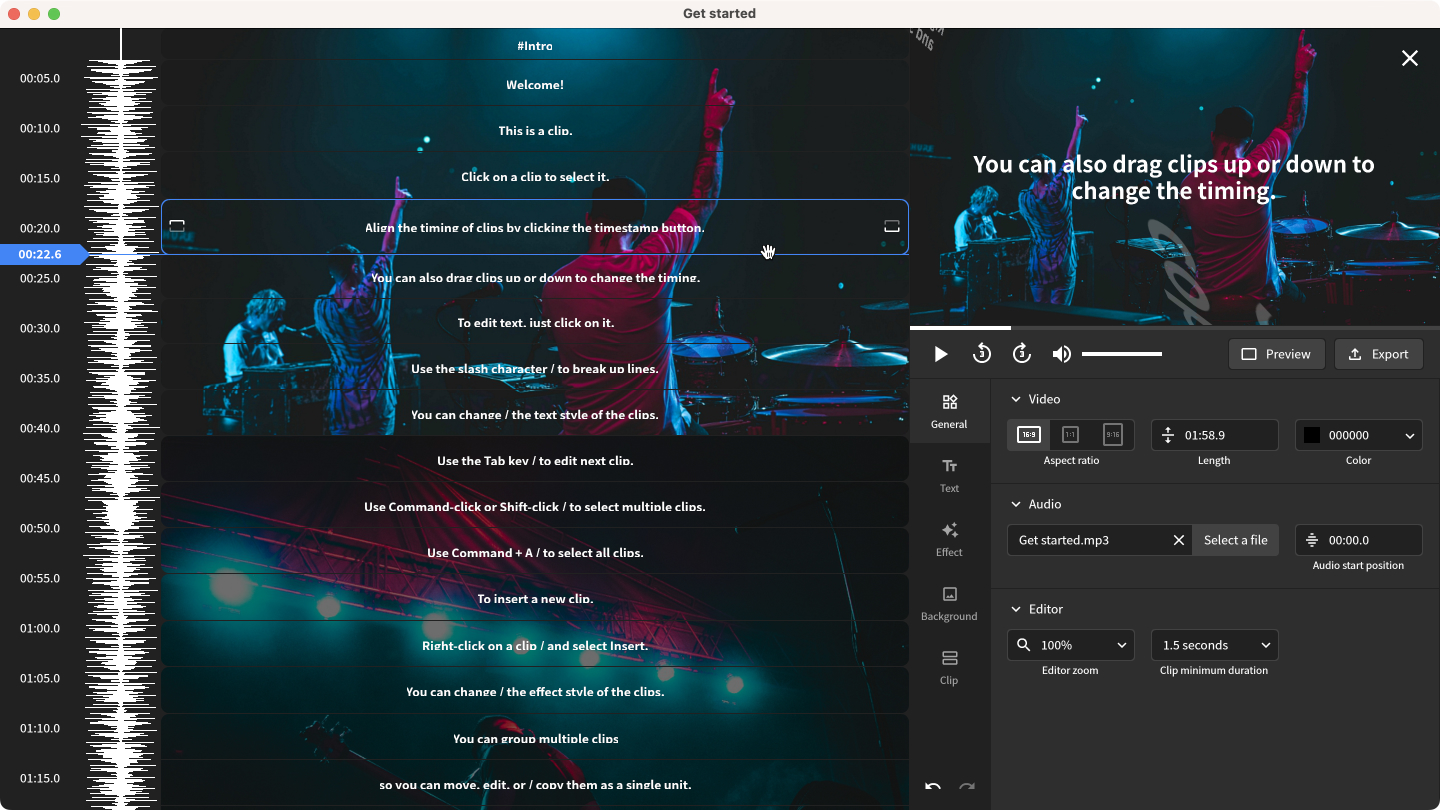 Get started
00:05.0
00:10.0
00:15.0
00:20.0
00:22.6
00:25.0
00:30.0
00:35.0
00:40.0
00:45.0
00:50.0
00:55.0
01:00.0
01:05.0
01:10.0
01:15.0
#Intro
Welcome!
This is a clip.
Click on a clip to select it.
Align the timing of clips by clicking the timestamp button.
You can also drag clips up or down to change the timing.
To edit text, just click on it.
Use the slash character / to break up lines.
You can change / the text style of the clips.
Use the Tab key / to edit next clip.
Use Command-click or Shift-click / to select multiple clips.
Use Command + A / to select all clips.
To insert a new clip,
Right-click on a clip / and select Insert.
You can change / the effect style of the clips.
You can group multiple clips
so you can move, edit, or / copy them as a single unit.
You can also drag clips up or down to
change the timing.
3
3
Preview
Export
General
Text
Effect
Background
Clip
Video
16:9
1:1
9:16
Aspect ratio
01:58.9
Length
000000
Color
Audio
Get started.mp3
Select a file
00:00.0
Audio start position
Editor
100%
Editor zoom
1.5 seconds
Clip minimum duration